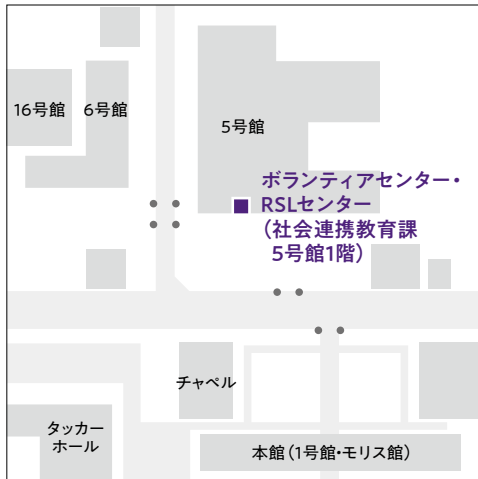 16号館
6号館
5号館
ボランティアセンター・
RSLセンター
（社会連携教育課
5号館1階）
チャペル
タッカー
ホール
本館（1号館・モリス館）